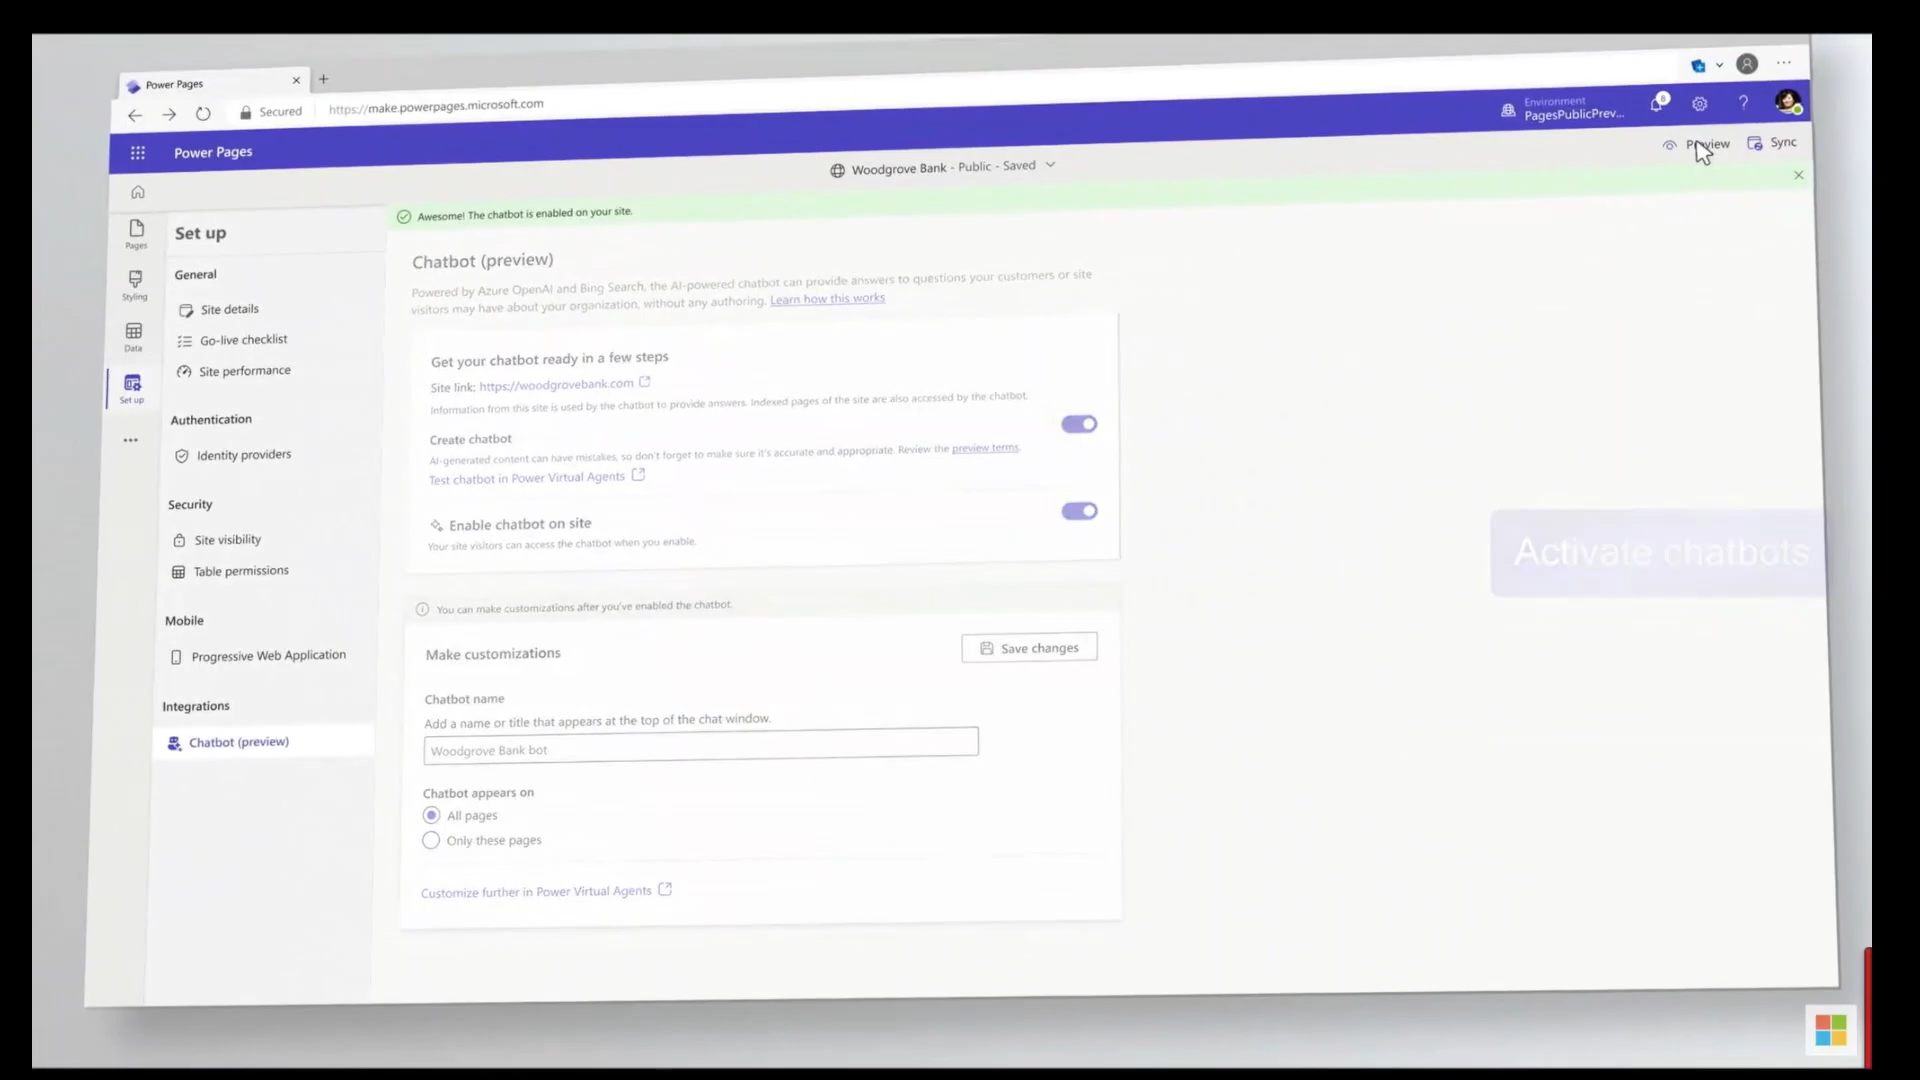 Power Pages
Secured
https://make.powerpages.microsoft.com
Power Pages
Environment
PagesPublicPrev...
8
?
Woodgrove Bank - Public - Saved
Preview
Sync
Awesome! The chatbot is enabled on your site.
Pages
Styling
Data
Set up
Set up
General
Site details
Go-live checklist
Site performance
Authentication
Identity providers
Security
Site visibility
Table permissions
Mobile
Progressive Web Application
Integrations
Chatbot (preview)
Chatbot (preview)
Powered by Azure OpenAI and Bing Search, the AI-powered chatbot can provide answers to questions your customers or site
visitors may have about your organization, without any authoring. Learn how this works
Get your chatbot ready in a few steps
Site link: https://woodgrovebank.com
Information from this site is used by the chatbot to provide answers. Indexed pages of the site are also accessed by the chatbot.
Create chatbot
AI-generated content can have mistakes, so don't forget to make sure it's accurate and appropriate. Review the preview terms.
Test chatbot in Power Virtual Agents
Enable chatbot on site
Your site visitors can access the chatbot when you enable.
Activate chatbots
You can make customizations after you've enabled the chatbot.
Make customizations
Save changes
Chatbot name
Add a name or title that appears at the top of the chat window.
Woodgrove Bank bot
Chatbot appears on
All pages
Only these pages
Customize further in Power Virtual Agents